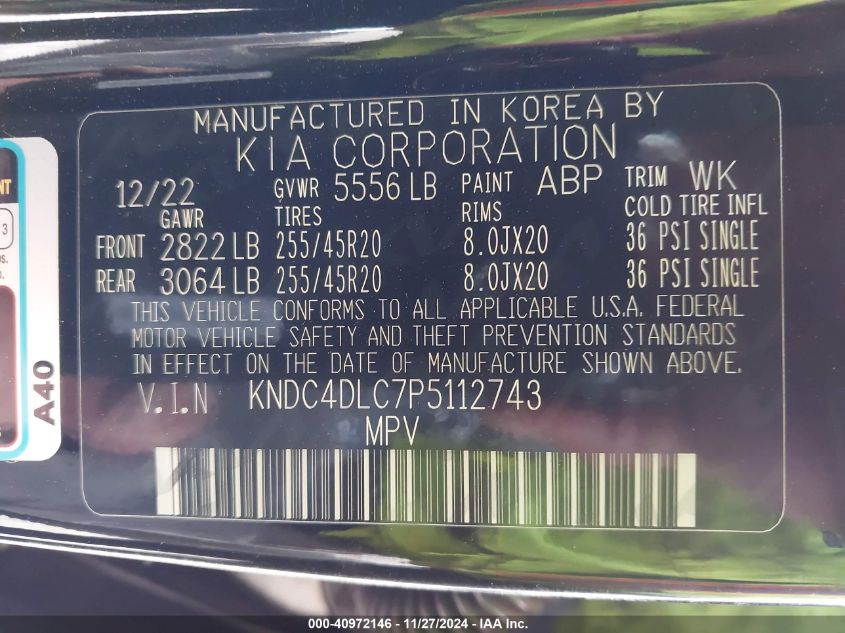 MANUFACTURED IN KOREA BY
KIA CORPORATION
12/22 GVWR 5556 LB PAINT ABP TRIM WK
GAWR TIRES RIMS COLD TIRE INFL
FRONT 2822 LB 255/45R20 8.0JX20 36 PSI SINGLE
REAR 3064 LB 255/45R20 8.0JX20 36 PSI SINGLE
THIS VEHICLE CONFORMS TO ALL APPLICABLE U.S.A. FEDERAL
MOTOR VEHICLE SAFETY AND THEFT PREVENTION STANDARDS
IN EFFECT ON THE DATE OF MANUFACTURE SHOWN ABOVE.
V.I.N KNDC4DLC7P5112743
MPV
A40
NT
3
000-40972146 - 11/27/2024 - IAA Inc.